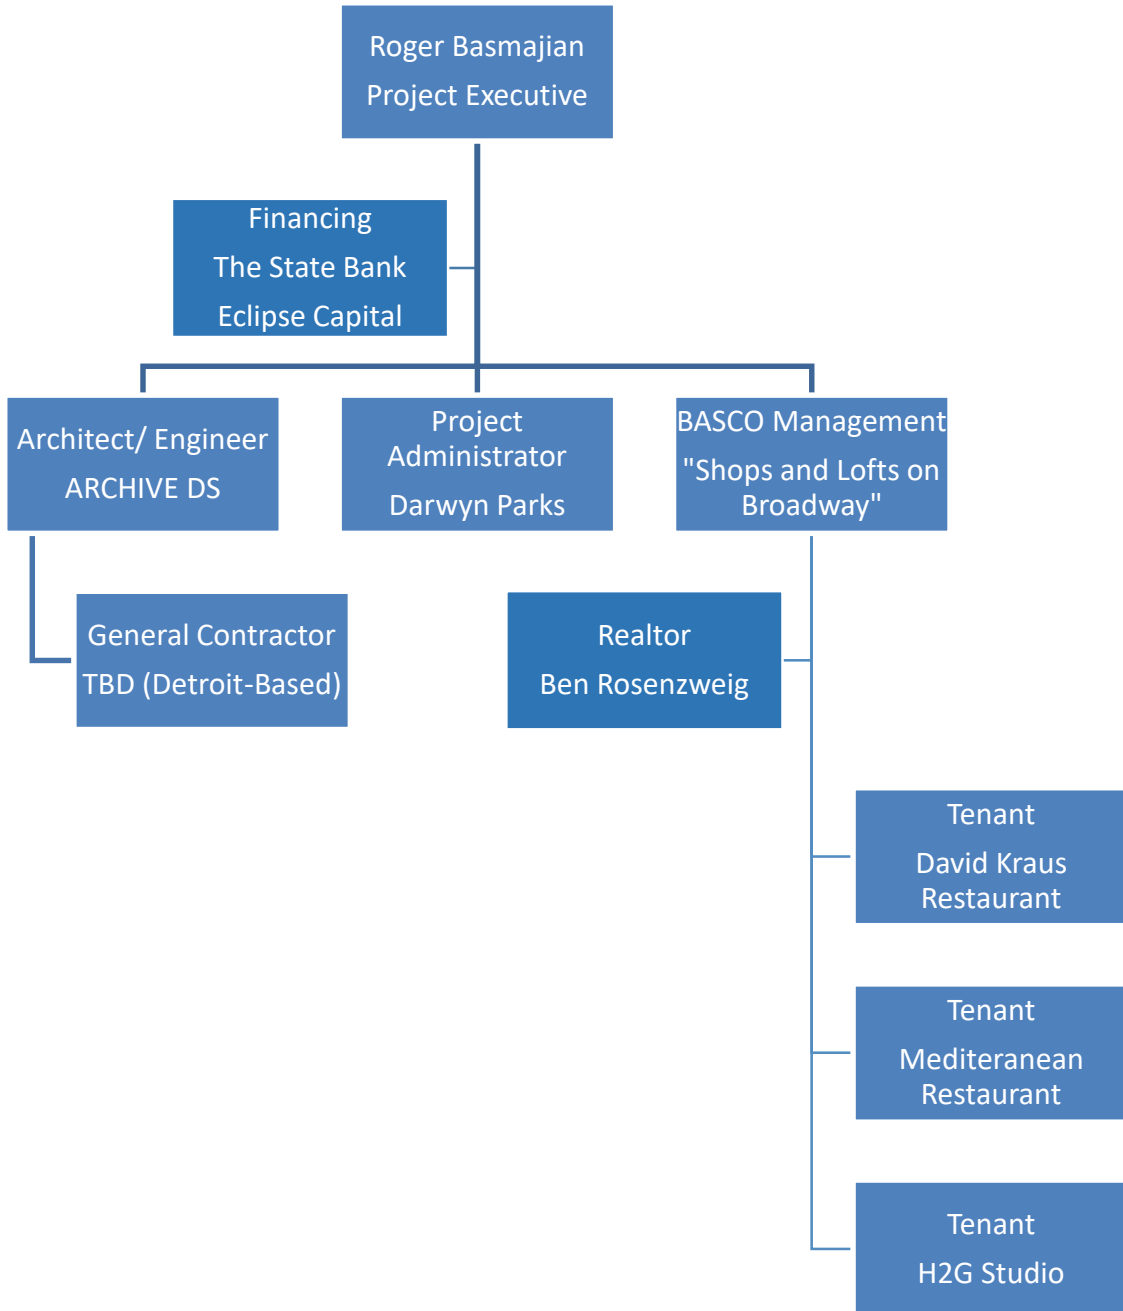 Roger Basmajian
Project Executive
Financing
The State Bank
Eclipse Capital
Architect/ Engineer
ARCHIVE DS
Project
Administrator
Darwyn Parks
BASCO Management
"Shops and Lofts on
Broadway"
General Contractor
TBD (Detroit-Based)
Realtor
Ben Rosenzweig
Tenant
David Kraus
Restaurant
Tenant
Mediteranean
Restaurant
Tenant
H2G Studio